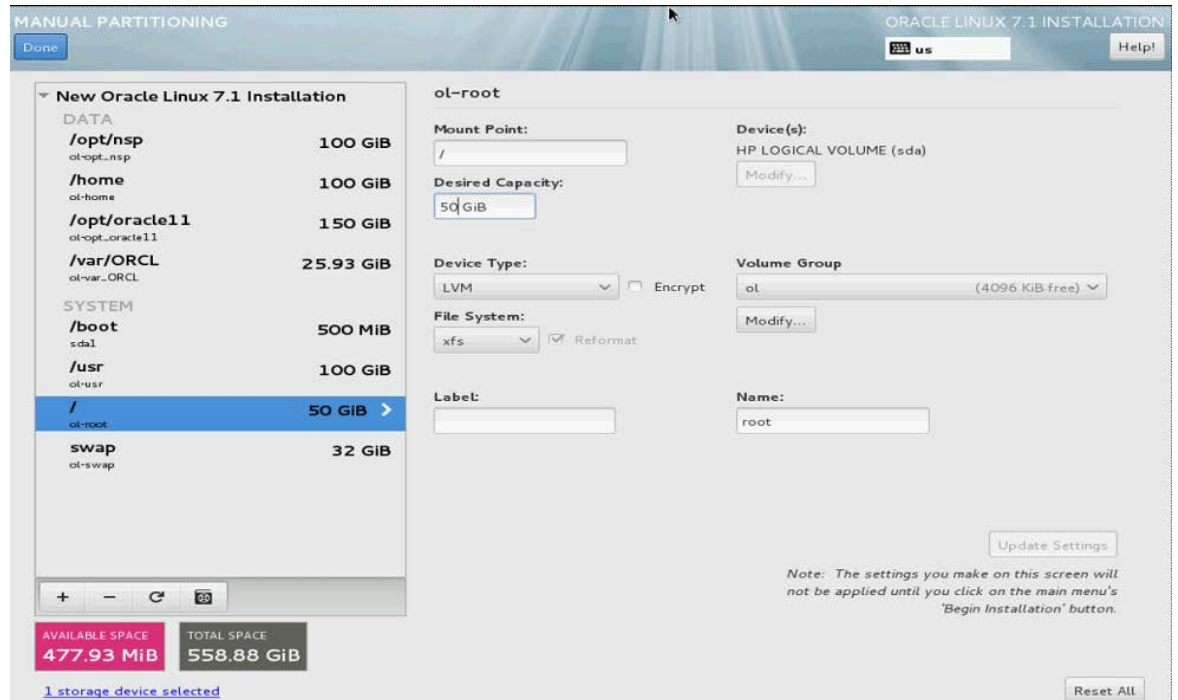 MANUAL PARTITIONING
ORACLE LINUX 7.1 INSTALLATION
Done
us
Help!
New Oracle Linux 7.1 Installation
DATA
/opt/nsp 100 GiB
ol-opt_nsp
/home 100 GiB
ol-home
/opt/oracle11 150 GiB
ol-opt_oracle11
/var/ORCL 25.93 GiB
ol-var_ORCL
SYSTEM
/boot 500 MiB
sda1
/usr 100 GiB
ol-usr
/ 50 GiB
ol-root
swap 32 GiB
ol-swap
AVAILABLE SPACE
477.93 MiB
TOTAL SPACE
558.88 GiB
1 storage device selected
ol-root
Mount Point:
/
Desired Capacity:
50 GiB
Device(s):
HP LOGICAL VOLUME (sda)
Modify...
Device Type:
LVM
Encrypt
Volume Group
ol (4096 KiB free)
File System:
xfs
Reformat
Modify...
Label:
Name:
root
Update Settings
Note: The settings you make on this screen will
not be applied until you click on the main menu's
'Begin Installation' button.
Reset All